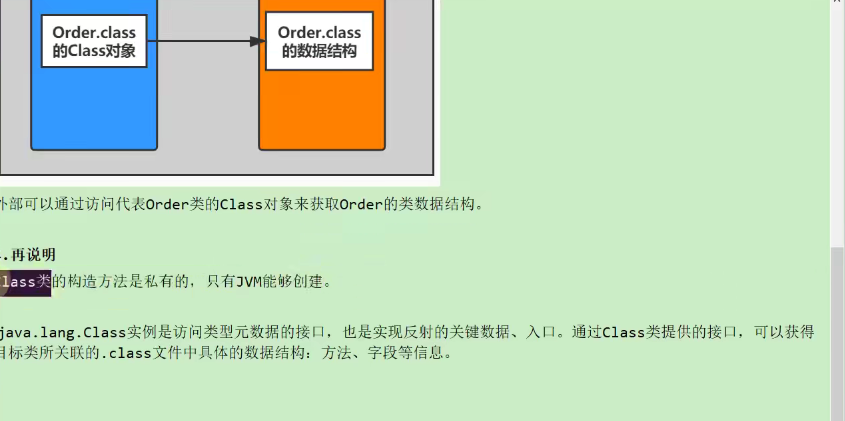 Order.class
的Class对象
Order.class
的数据结构
外部可以通过访问代表Order类的Class对象来获取Order的类数据结构。
.再说明
Class类的构造方法是私有的，只有JVM能够创建。
java.lang.Class实例是访问类型元数据的接口，也是实现反射的关键数据、入口。通过Class类提供的接口，可以获得
目标类所关联的.class文件中具体的数据结构：方法、字段等信息。